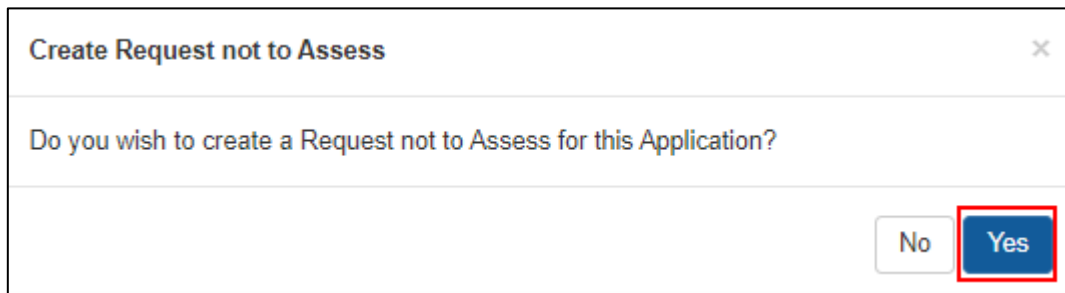 Create Request not to Assess
Do you wish to create a Request not to Assess for this Application?
No
Yes